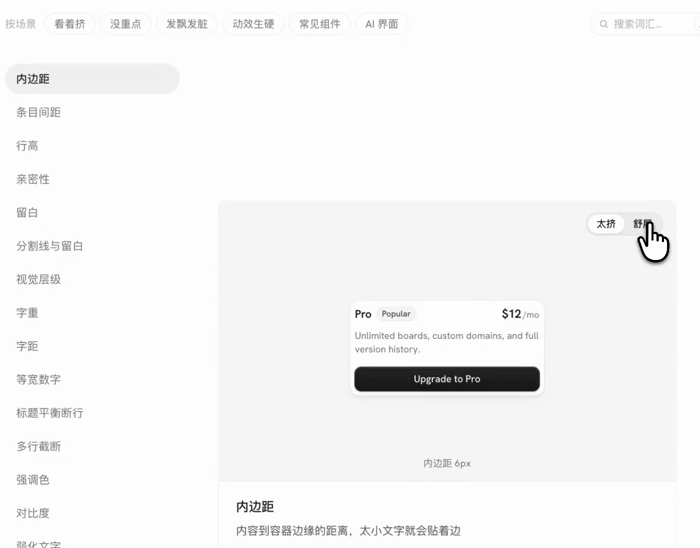 按场景 看着挤 没重点 发飘发脏 动效生硬 常见组件 AI 界面 搜索词汇...
内边距
条目间距
行高
亲密性
留白
分割线与留白
视觉层级
字重
字距
等宽数字
标题平衡断行
多行截断
强调色
对比度
弱化文字
太挤
Pro Popular $12/mo
Unlimited boards, custom domains, and full
version history.
Upgrade to Pro
内边距 6px
内边距
内容到容器边缘的距离，太小文字就会贴着边